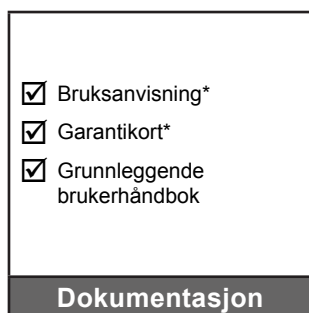 Bruksanvisning*
Garantikort*
Grunnleggende
brukerhåndbok
Dokumentasjon